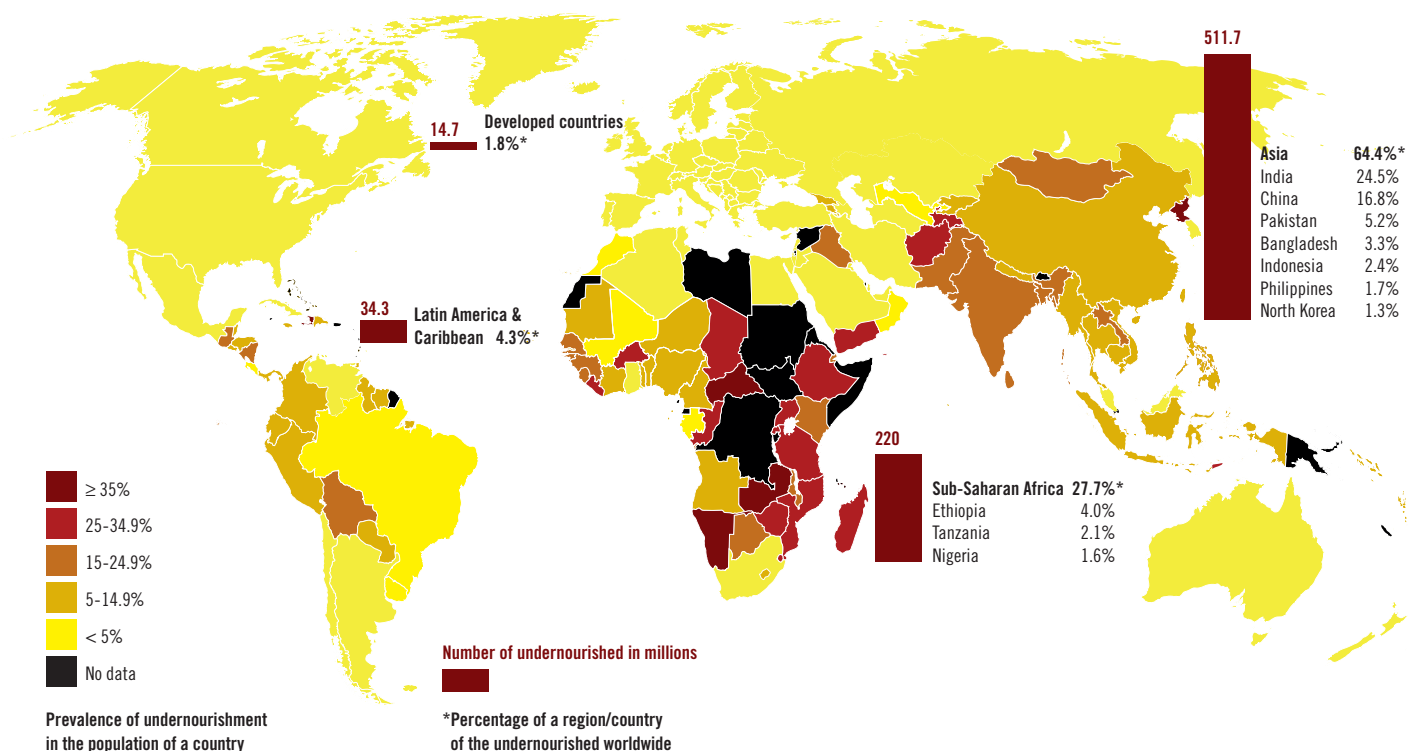 511.7
14.7
Developed countries
1.8%*
Asia 64.4%*
India 24.5%
China 16.8%
Pakistan 5.2%
Bangladesh 3.3%
Indonesia 2.4%
Philippines 1.7%
North Korea 1.3%
34.3
Latin America &
Caribbean 4.3%*
220
Sub-Saharan Africa 27.7%*
Ethiopia 4.0%
Tanzania 2.1%
Nigeria 1.6%
≥ 35%
25-34.9%
15-24.9%
5-14.9%
< 5%
No data
Prevalence of undernourishment
in the population of a country
Number of undernourished in millions
*Percentage of a region/country
of the undernourished worldwide